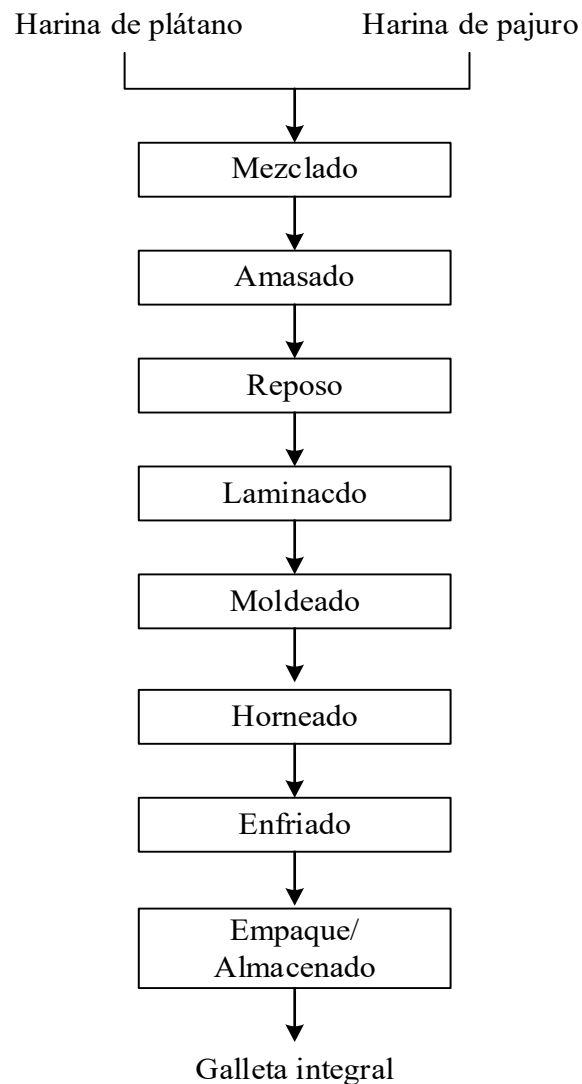 Harina de plátano
Harina de pajuro
Mezclado
Amasado
Reposo
Laminacdo
Moldeado
Horneado
Enfriado
Empaque/
Almacenado
Galleta integral